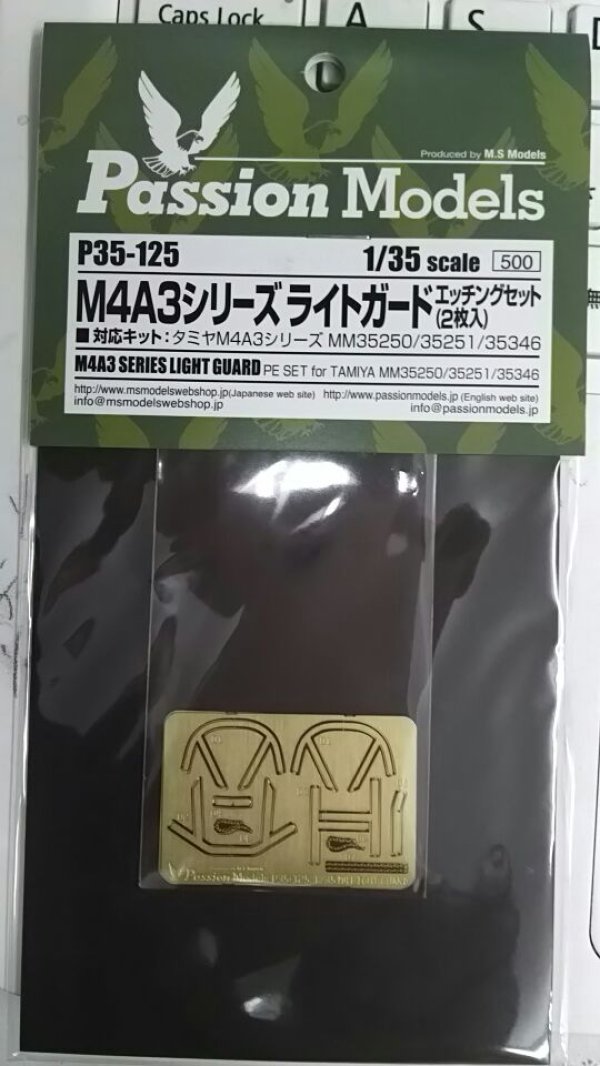 Caps Lock
A
S
D
Produced by M.S Models
Passion Models
P35-125
1/35 scale 500
M4A3シリーズ ライトガード エッチングセット
(2枚入)
■対応キット：タミヤM4A3シリーズ MM35250/35251/35346
M4A3 SERIES LIGHT GUARD PE SET for TAMIYA MM35250/35251/35346
http://www.msmodelswebshop.jp(Japanese web site) http://www.passionmodels.jp(English web site)
info@msmodelswebshop.jp info@passionmodels.jp
無
Passion Models